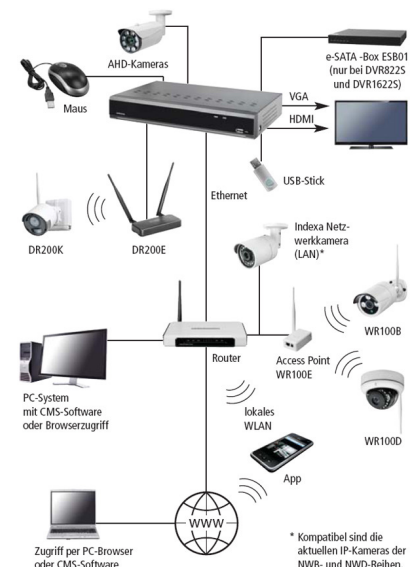 AHD-Kameras
e-SATA -Box ESB01
(nur bei DVR822S
und DVR1622S)
Maus
VGA
HDMI
USB-Stick
Ethernet
DR200K
DR200E
Indexa Netz-
werkkamera
(LAN)*
WR100B
Router
Access Point
WR100E
PC-System
mit CMS-Software
oder Browserzugriff
lokales
WLAN
WR100D
App
WWW
Zugriff per PC-Browser
oder CMS-Software
* Kompatibel sind die
aktuellen IP-Kameras der
NWB- und NWD-Reihen